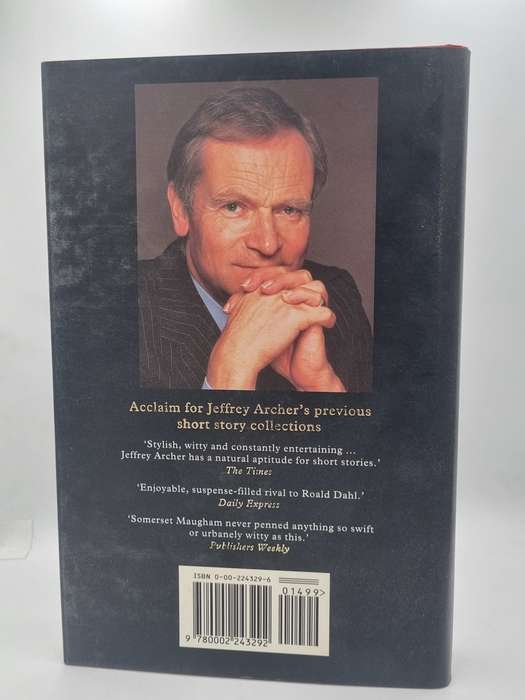 Acclaim for Jeffrey Archer's previous
short story collections
'Stylish, witty and constantly entertaining ...
Jeffrey Archer has a natural aptitude for short stories.'
The Times
'Enjoyable, suspense-filled rival to Roald Dahl.'
Daily Express
'Somerset Maugham never penned anything so swift
or urbanely witty as this.'
Publishers Weekly
ISBN 0-00-224329-6
01499>
9 780002 243292